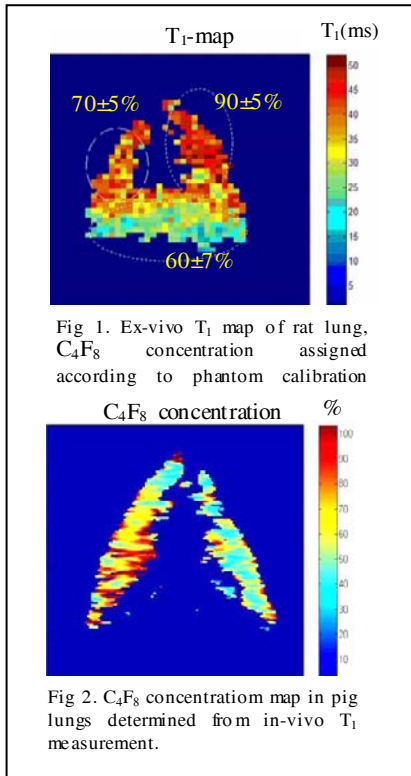 T₁-map T₁(ms)
70±5% 90±5%
50
45
40
35
30
25
20
15
10
5
1
60±7%
Fig 1. Ex-vivo T₁ map of rat lung,
C₄F₈ concentration assigned
according to phantom calibration
C₄F₈ concentration %
100
90
80
70
60
50
40
30
20
10
Fig 2. C₄F₈ concentratiom map in pig
lungs determined from in-vivo T₁
measurement.